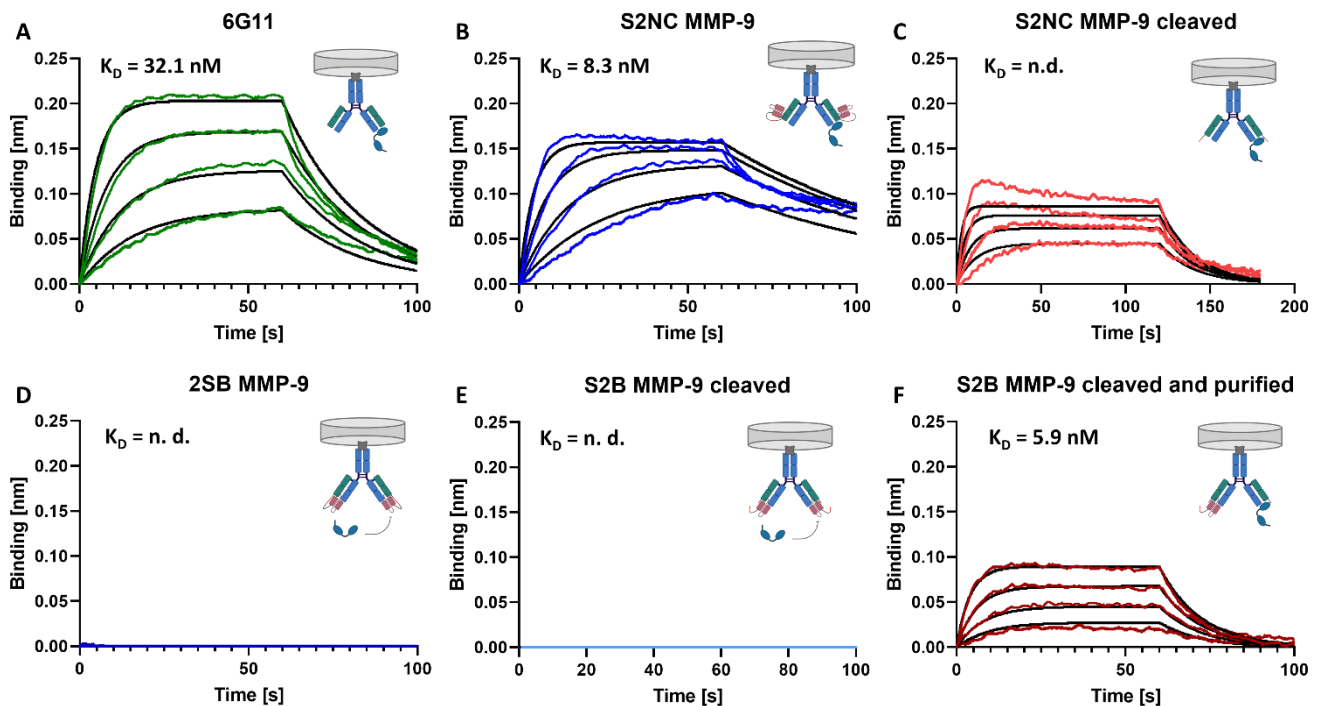 A
6G11
K_D = 32.1 nM
Binding [nm]
0.25
0.20
0.15
0.10
0.05
0.00
0
50
100
Time [s]
B
S2NC MMP-9
K_D = 8.3 nM
Binding [nm]
0.25
0.20
0.15
0.10
0.05
0.00
0
50
100
Time [s]
C
S2NC MMP-9 cleaved
K_D = n.d.
Binding [nm]
0.25
0.20
0.15
0.10
0.05
0.00
0
50
100
150
200
Time [s]
D
2SB MMP-9
K_D = n. d.
Binding [nm]
0.25
0.20
0.15
0.10
0.05
0.00
0
50
100
Time [s]
E
S2B MMP-9 cleaved
K_D = n. d.
Binding [nm]
0.25
0.20
0.15
0.10
0.05
0.00
0
20
40
60
80
100
Time [s]
F
S2B MMP-9 cleaved and purified
K_D = 5.9 nM
Binding [nm]
0.25
0.20
0.15
0.10
0.05
0.00
0
50
100
Time [s]